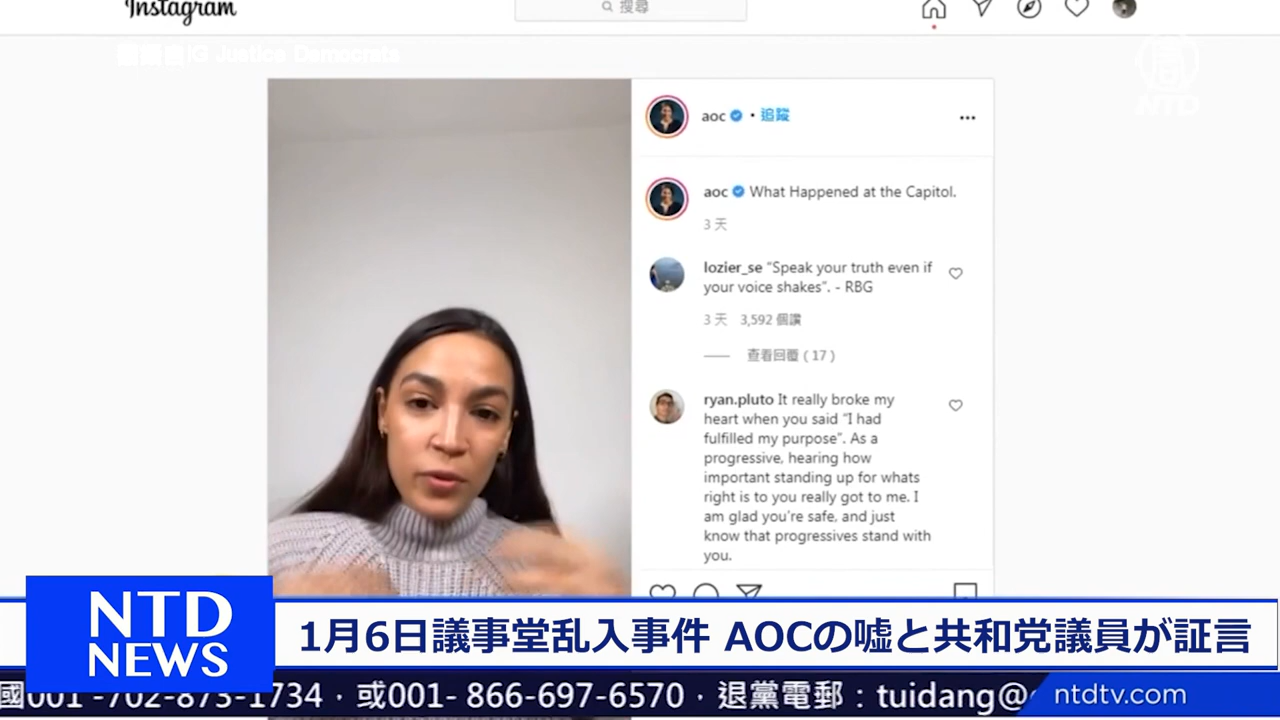 Instagram
搜尋
IG Justice Democrats
NTD
aoc • 追蹤
aoc What Happened at the Capitol.
3 天
lozier_se “Speak your truth even if
your voice shakes”. - RBG
3 天 3,592 個讚
查看回覆 ( 17 )
ryan.pluto It really broke my
heart when you said “I had
fulfilled my purpose”. As a
progressive, hearing how
important standing up for whats
right is to you really got to me. I
am glad you're safe, and just
know that progressives stand with
you.
NTD
NEWS
1月6日議事堂乱入事件 AOCの嘘と共和党議員が証言
國001 -702-873-1734，或001- 866-697-6570，退黨電郵：tuidang@
ntdtv.com